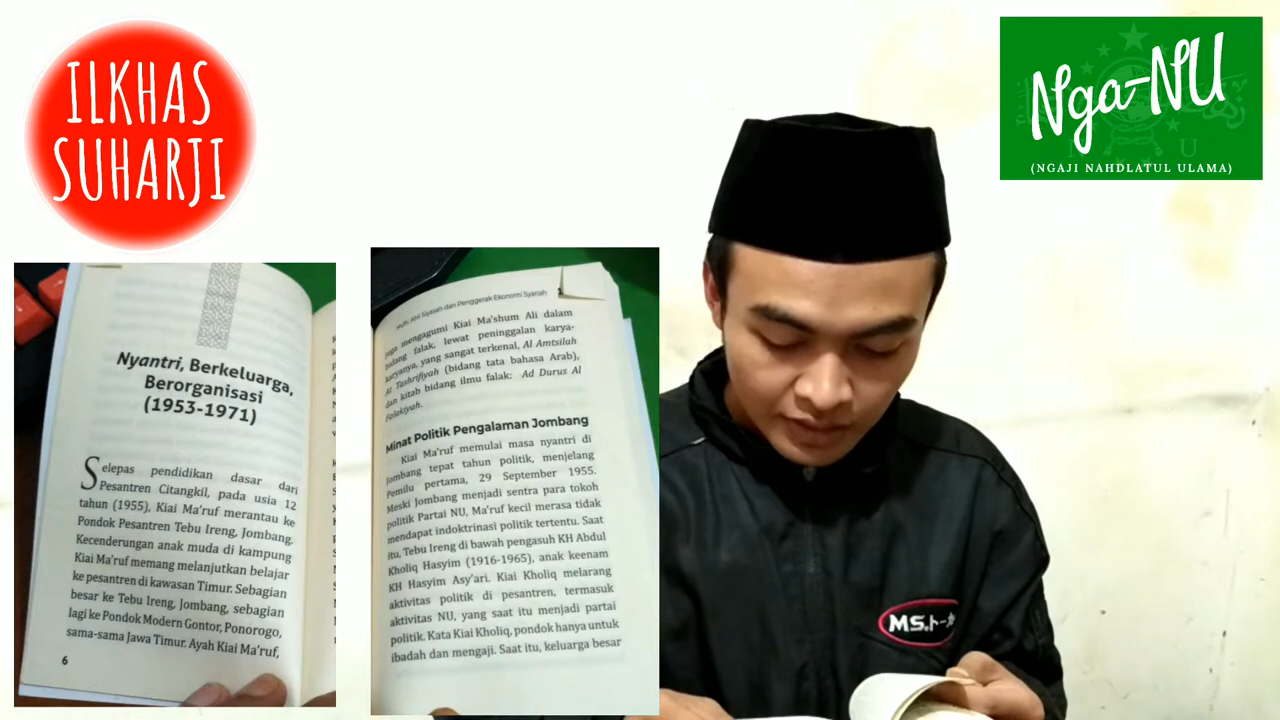 ILKHAS
SUHARJI
Nga-NU
N U
(NGAJI NAHDLATUL ULAMA)
Nyantri, Berkeluarga,
Berorganisasi
(1953-1971)
Selepas pendidikan dasar dari
Pesantren Citangkil, pada usia 12
tahun (1955), Kiai Ma'ruf merantau ke
Pondok Pesantren Tebu Ireng, Jombang.
Kecenderungan anak muda di kampung
Kiai Ma'ruf memang melanjutkan belajar
ke pesantren di kawasan Timur. Sebagian
besar ke Tebu Ireng, Jombang, sebagian
lagi ke Pondok Modern Gontor, Ponorogo,
sama-sama Jawa Timur. Ayah Kiai Ma'ruf,
6
Mufti, Ahli Siyasah dan Penggerak Ekonomi Syariah
juga mengagumi Kiai Ma'shum Ali dalam
bidang falak, lewat peninggalan karya-
karyanya, yang sangat terkenal, Al Amtsilah
At Tashrifiyah (bidang tata bahasa Arab),
dan kitab bidang ilmu falak: Ad Durus Al
Falakiyah.
Minat Politik Pengalaman Jombang
Kiai Ma'ruf memulai masa nyantri di
Jombang tepat tahun politik, menjelang
Pemilu pertama, 29 September 1955.
Meski Jombang menjadi sentra para tokoh
politik Partai NU, Ma'ruf kecil merasa tidak
mendapat indoktrinasi politik tertentu. Saat
itu, Tebu Ireng di bawah pengasuh KH Abdul
Kholiq Hasyim (1916-1965), anak keenam
KH Hasyim Asy'ari. Kiai Kholiq melarang
aktivitas politik di pesantren, termasuk
aktivitas NU, yang saat itu menjadi partai
politik. Kata Kiai Kholiq, pondok hanya untuk
ibadah dan mengaji. Saat itu, keluarga besar
MS.トーカ